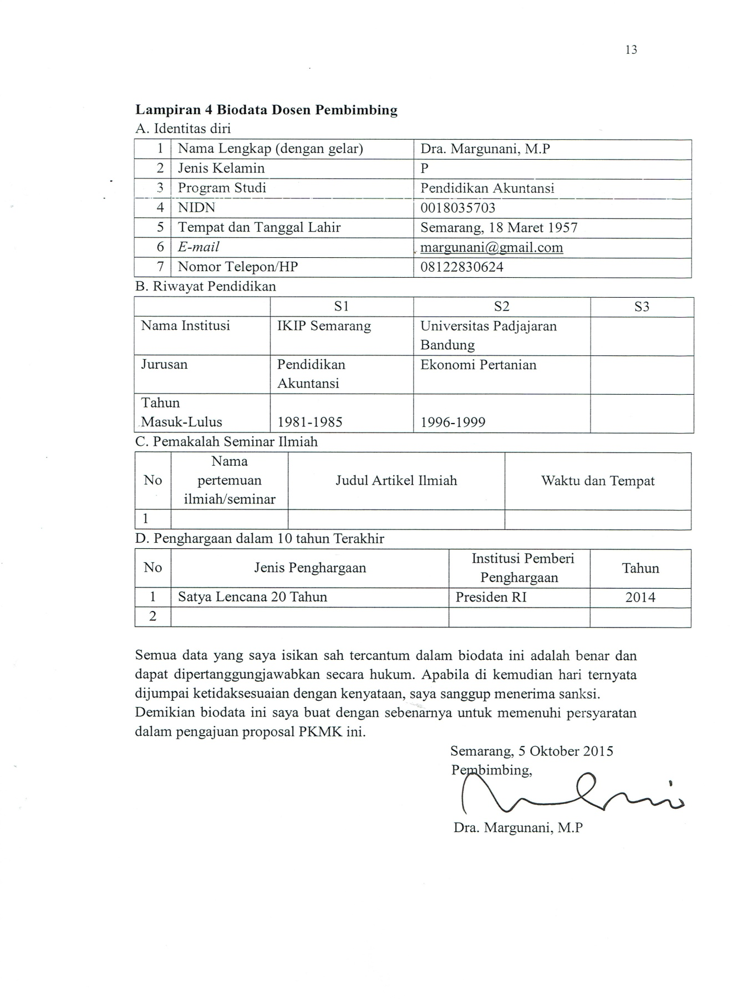 13
Lampiran 4 Biodata Dosen Pembimbing
A. Identitas diri
1 Nama Lengkap (dengan gelar) Dra. Margunani, M.P
2 Jenis Kelamin P
3 Program Studi Pendidikan Akuntansi
4 NIDN 0018035703
5 Tempat dan Tanggal Lahir Semarang, 18 Maret 1957
6 E-mail margunani@gmail.com
7 Nomor Telepon/HP 08122830624
B. Riwayat Pendidikan
S1 S2 S3
Nama Institusi IKIP Semarang Universitas Padjajaran
Bandung
Jurusan Pendidikan Ekonomi Pertanian
Akuntansi
Tahun
Masuk-Lulus 1981-1985 1996-1999
C. Pemakalah Seminar Ilmiah
Nama
No pertemuan Judul Artikel Ilmiah Waktu dan Tempat
ilmiah/seminar
1
D. Penghargaan dalam 10 tahun Terakhir
No Jenis Penghargaan Institusi Pemberi Tahun
Penghargaan
1 Satya Lencana 20 Tahun Presiden RI 2014
2
Semua data yang saya isikan sah tercantum dalam biodata ini adalah benar dan
dapat dipertanggungjawabkan secara hukum. Apabila di kemudian hari ternyata
dijumpai ketidaksesuaian dengan kenyataan, saya sanggup menerima sanksi.
Demikian biodata ini saya buat dengan sebenarnya untuk memenuhi persyaratan
dalam pengajuan proposal PKMK ini.
Semarang, 5 Oktober 2015
Pembimbing,
Dra. Margunani, M.P